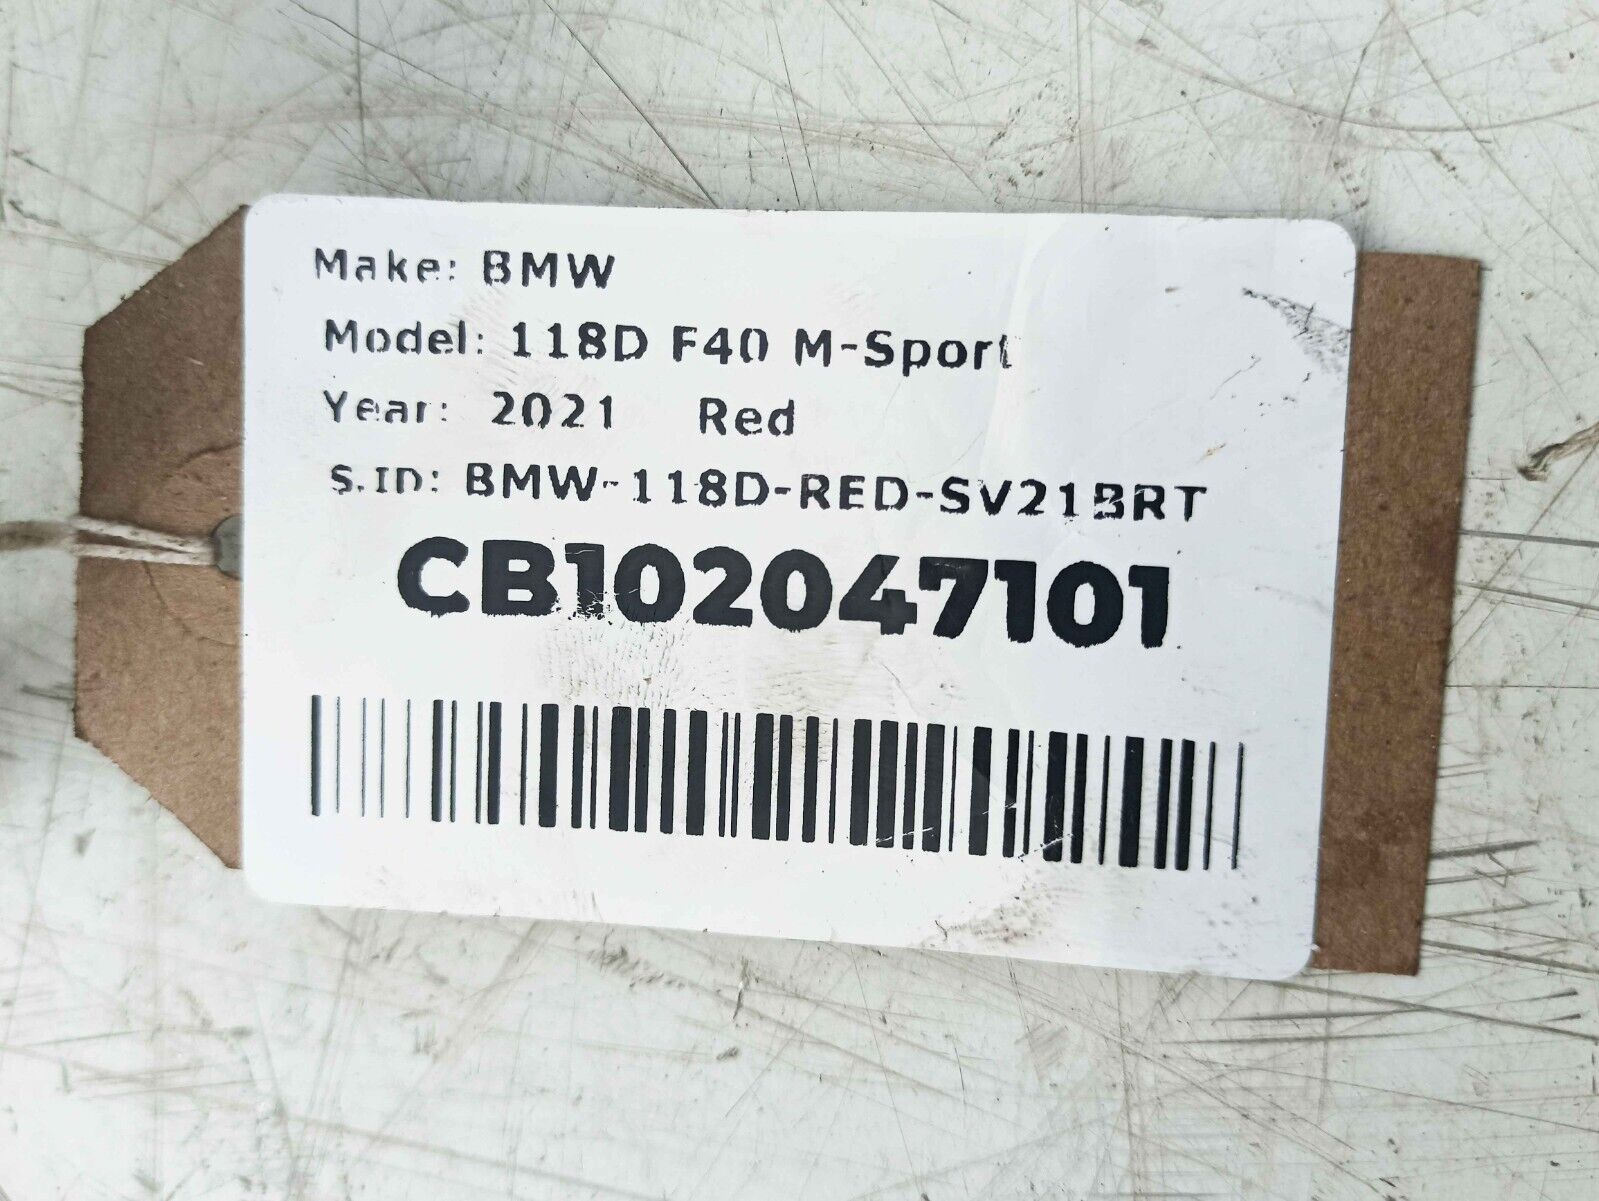 Make: BMW
Model: 118D F40 M-Sport
Year: 2021 Red
S.ID: BMW-118D-RED-SV21BRT
CB102047101